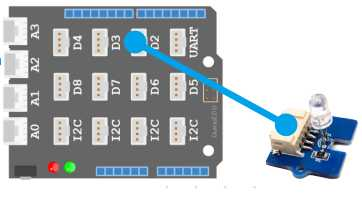 A3
A2
A1
A0
D4 D3 D2 UART
D8 D7 D6 D5
I2C I2C I2C I2C